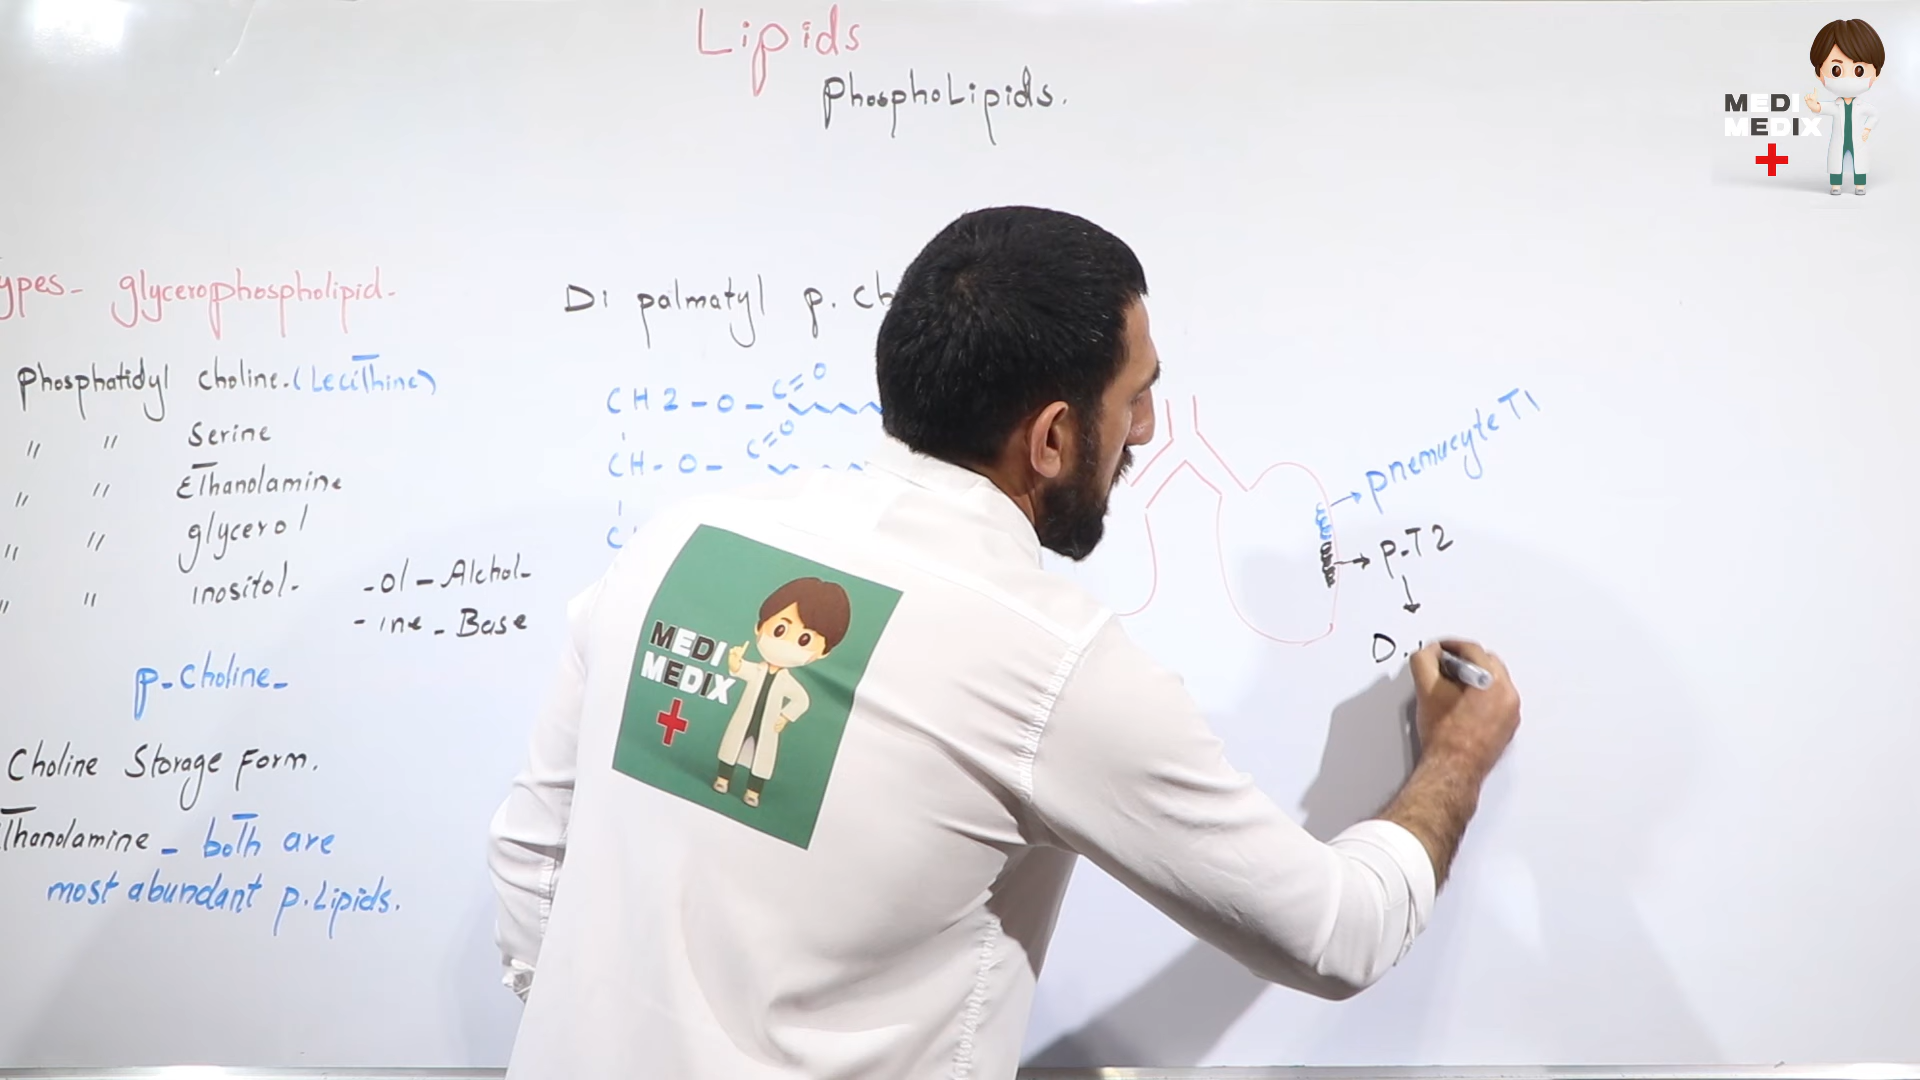 Lipids
PhosphoLipids.
MEDI
MEDIX
ypes- glycerophospholipid-
Phosphatidyl choline. (Lecithine)
" " Serine
" " Ethanolamine
" " glycerol
" " inositol-
-ol-Alchol-
-ine-Base
p-choline-
Choline Storage Form.
Thanolamine - both are
most abundant p.Lipids.
Di palmatyl p. Ch
CH2-O-C=O
CH-O-C=O
C
MEDI
MEDIX
pnemucyte T1
p.T2
D.